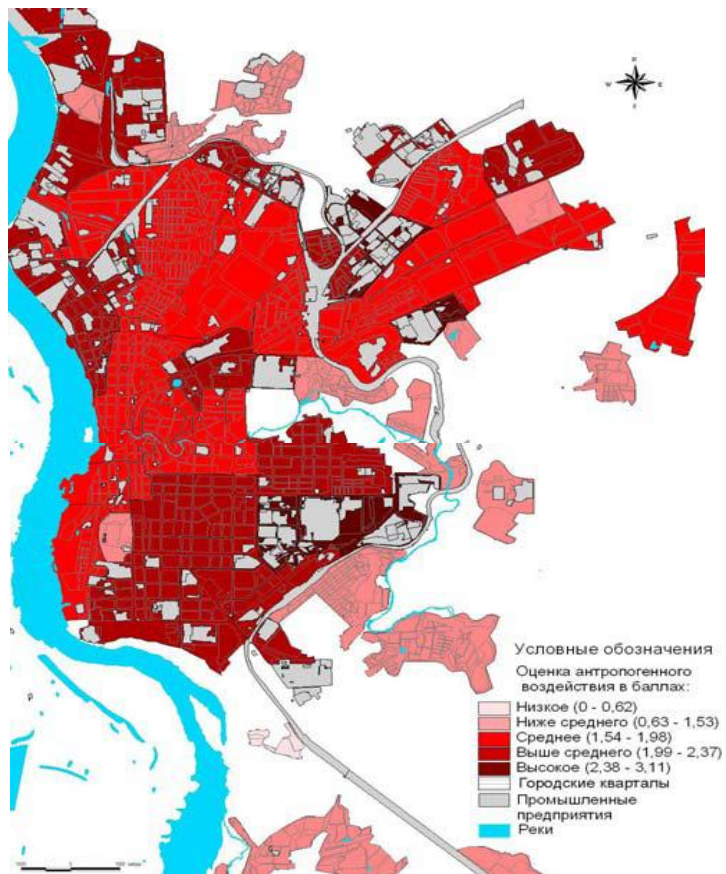 W
E
Условные обозначения
Оценка антропогенного
воздействия в баллах:
Низкое (0 - 0,62)
Ниже среднего (0,63 - 1,53)
Среднее (1,54 - 1,98)
Выше среднего (1,99 - 2,37)
Высокое (2,38 - 3,11)
Городские кварталы
Промышленные
предприятия
Реки